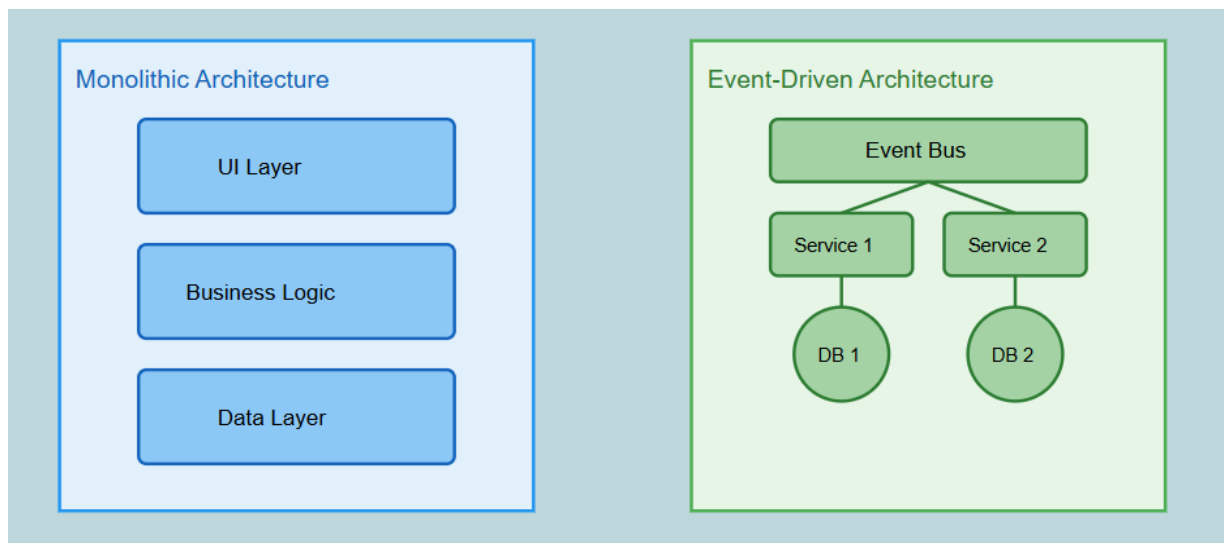 Monolithic Architecture
UI Layer
Business Logic
Data Layer
Event-Driven Architecture
Event Bus
Service 1
Service 2
DB 1
DB 2